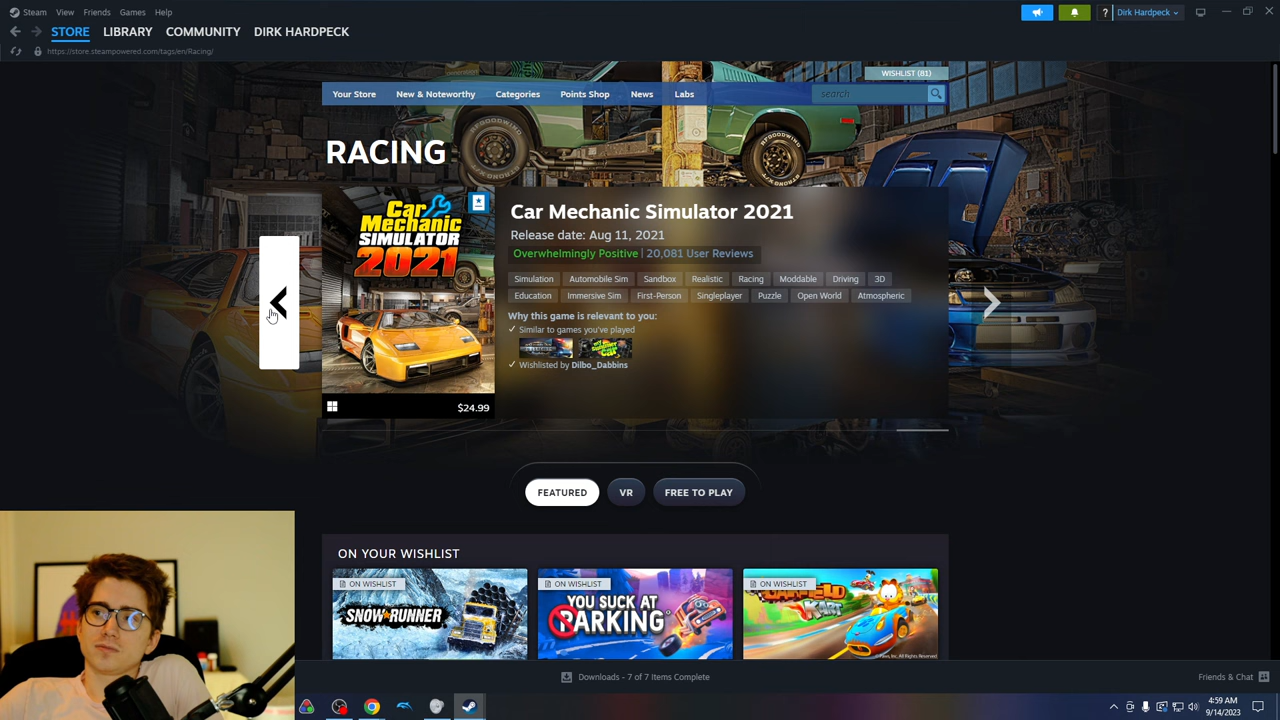 Steam View Friends Games Help
? Dirk Hardpeck
STORE LIBRARY COMMUNITY DIRK HARDPECK
https://store.steampowered.com/tags/en/Racing/
WISHLIST (81)
Your Store New & Noteworthy Categories Points Shop News Labs search
RACING
Car Mechanic
SIMULATOR
2021
$24.99
Car Mechanic Simulator 2021
Release date: Aug 11, 2021
Overwhelmingly Positive | 20,081 User Reviews
Simulation Automobile Sim Sandbox Realistic Racing Moddable Driving 3D
Education Immersive Sim First-Person Singleplayer Puzzle Open World Atmospheric
Why this game is relevant to you:
✓ Similar to games you've played
✓ Wishlisted by Dilbo_Dabbins
FEATURED VR FREE TO PLAY
ON YOUR WISHLIST
ON WISHLIST ON WISHLIST ON WISHLIST
SNOWRUNNER
YOU SUCK AT
PARKING
GARFIELD
KART
Downloads - 7 of 7 Items Complete
Friends & Chat
4:59 AM
9/14/2023